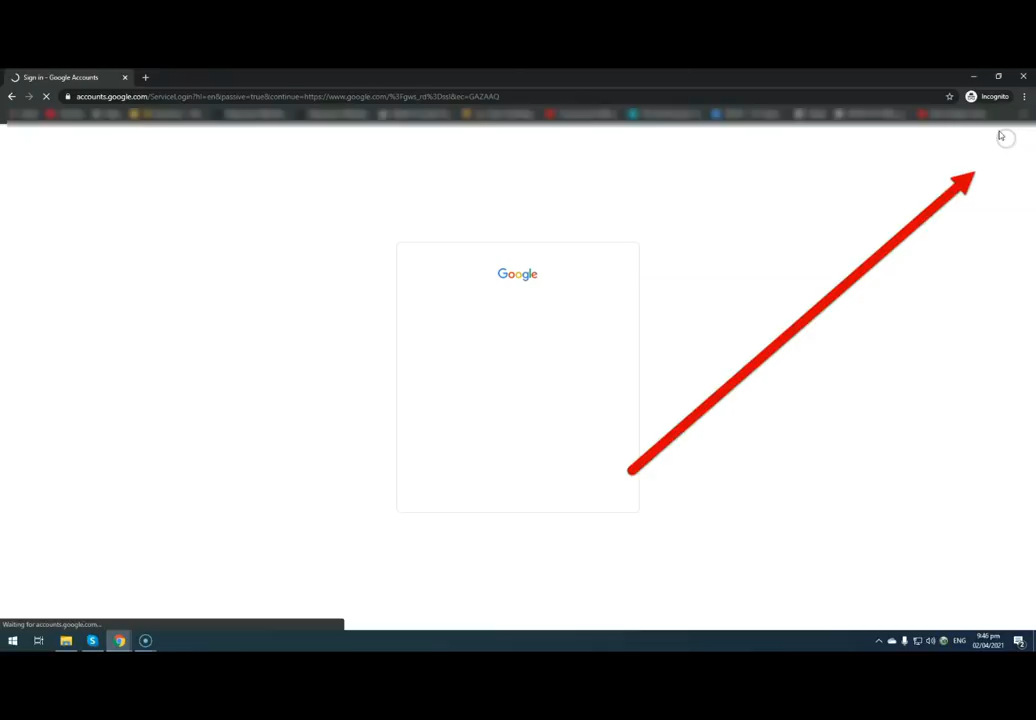 Sign in - Google Accounts
accounts.google.com/ServiceLogin?hl=en&passive=true&continue=https://www.google.com/%3Fgws_rd%3Dssl&ec=GAZAAQ
Incognito
Google
Waiting for accounts.google.com...
S
ENG
9:46 pm
02/04/2021
2